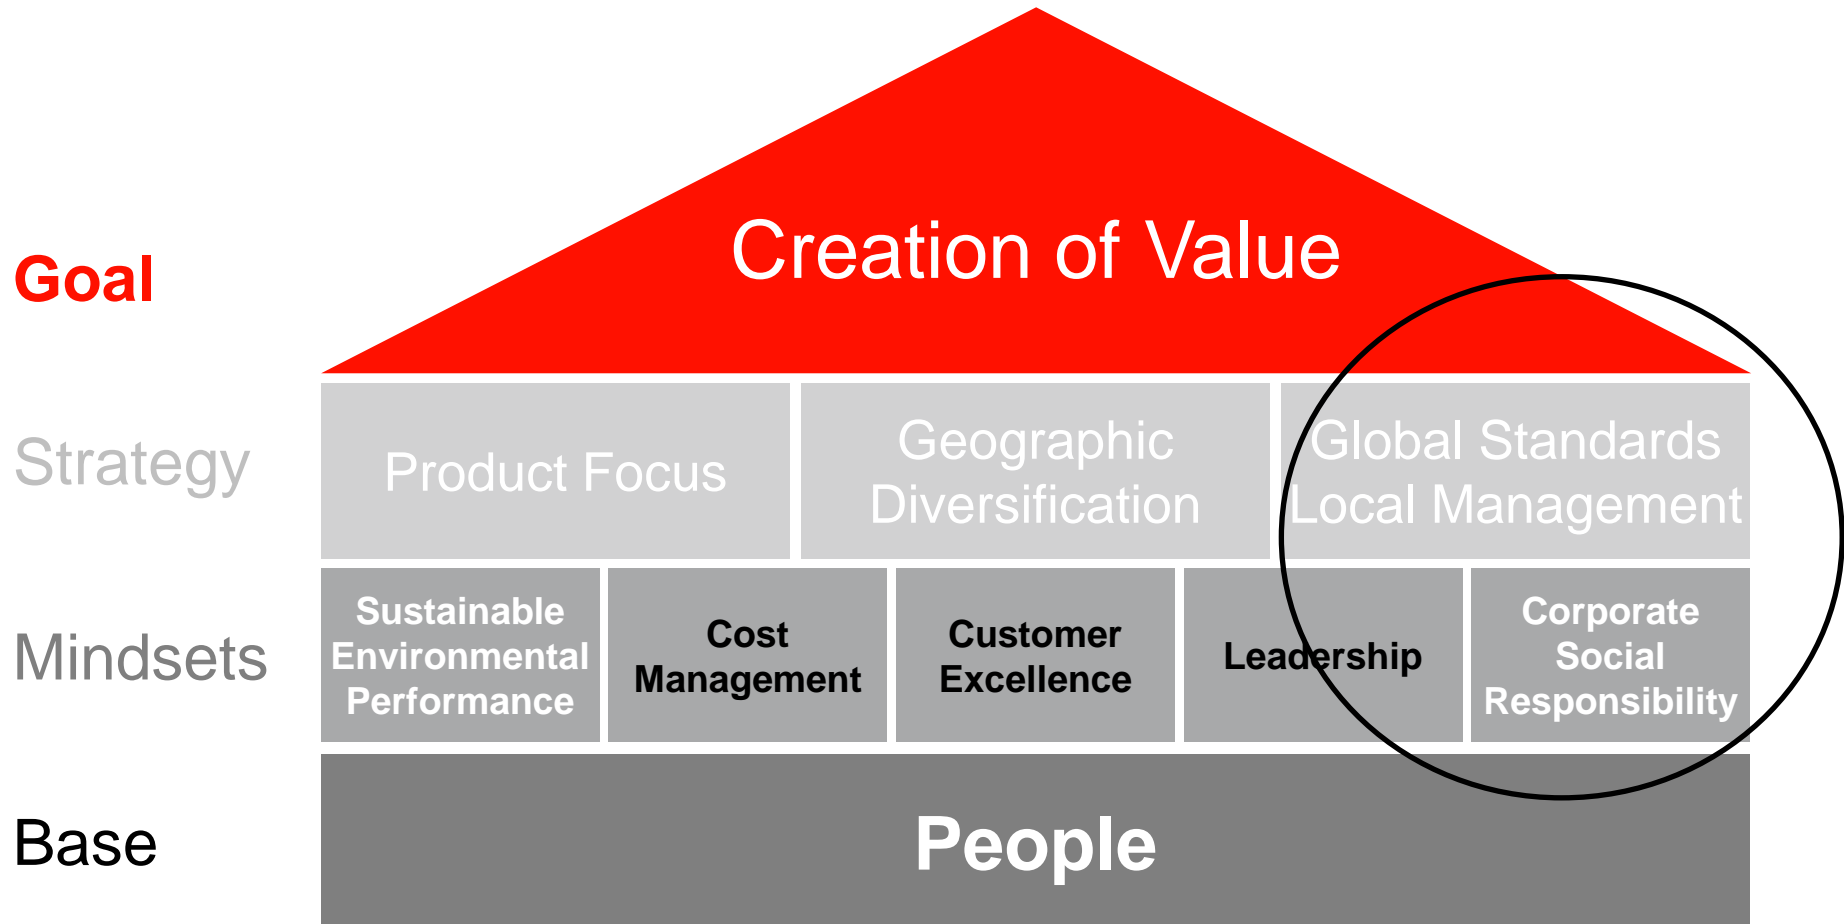 Creation of Value
Goal
Strategy
Product Focus
Geographic
Diversification
Global Standards
Local Management
Mindsets
Sustainable
Environmental
Performance
Cost
Management
Customer
Excellence
Leadership
Corporate
Social
Responsibility
Base
People